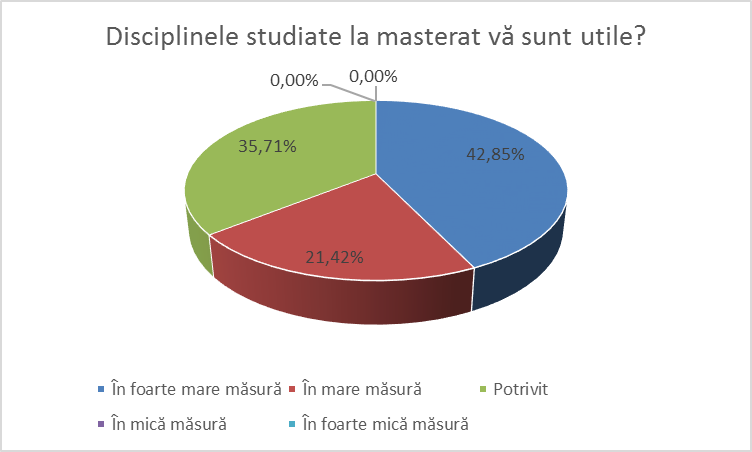 Disciplinele studiate la masterat vă sunt utile?
0,00% 0,00%
35,71% 42,85%
21,42%
În foarte mare măsură În mare măsură Potrivit
În mică măsură În foarte mică măsură